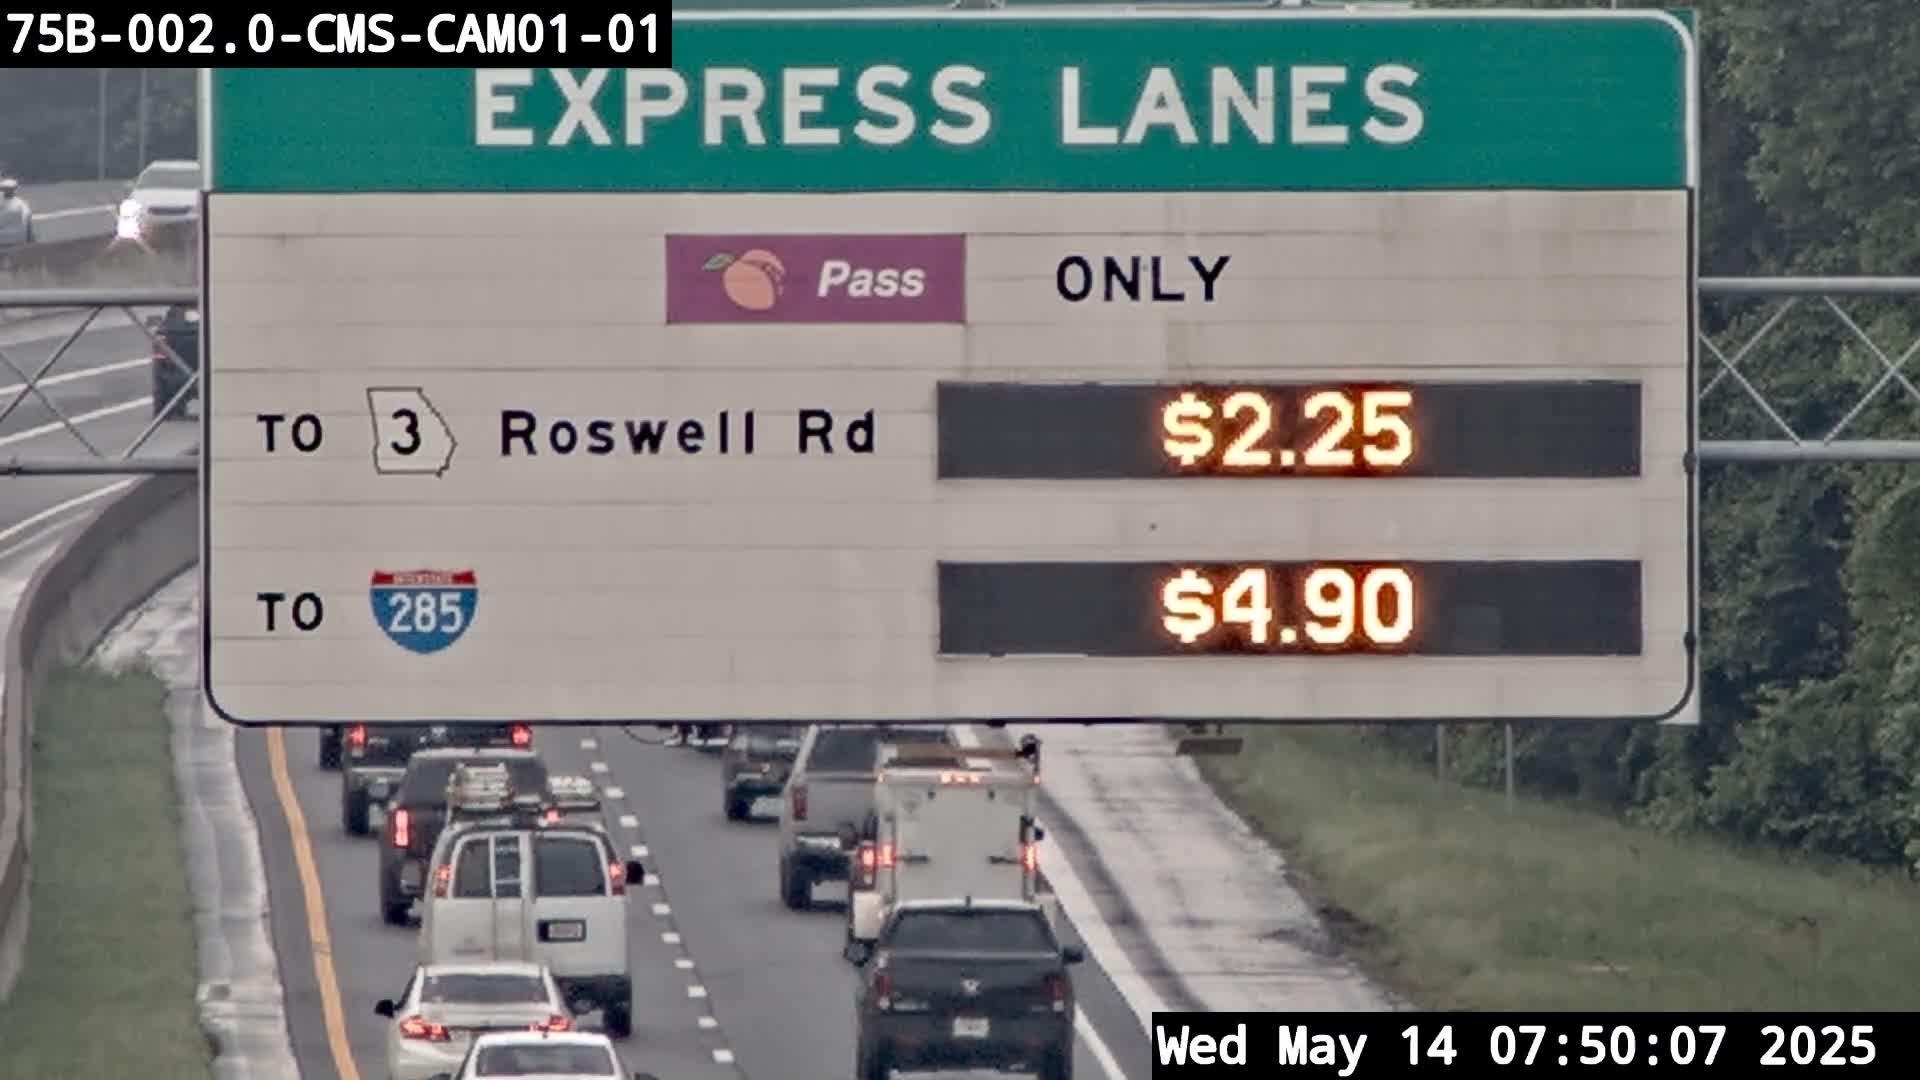 75B-002.0-CMS-CAM01-01
EXPRESS LANES
Pass ONLY
TO 3 Roswell Rd $2.25
TO INTERSTATE 285 $4.90
Wed May 14 07:50:07 2025